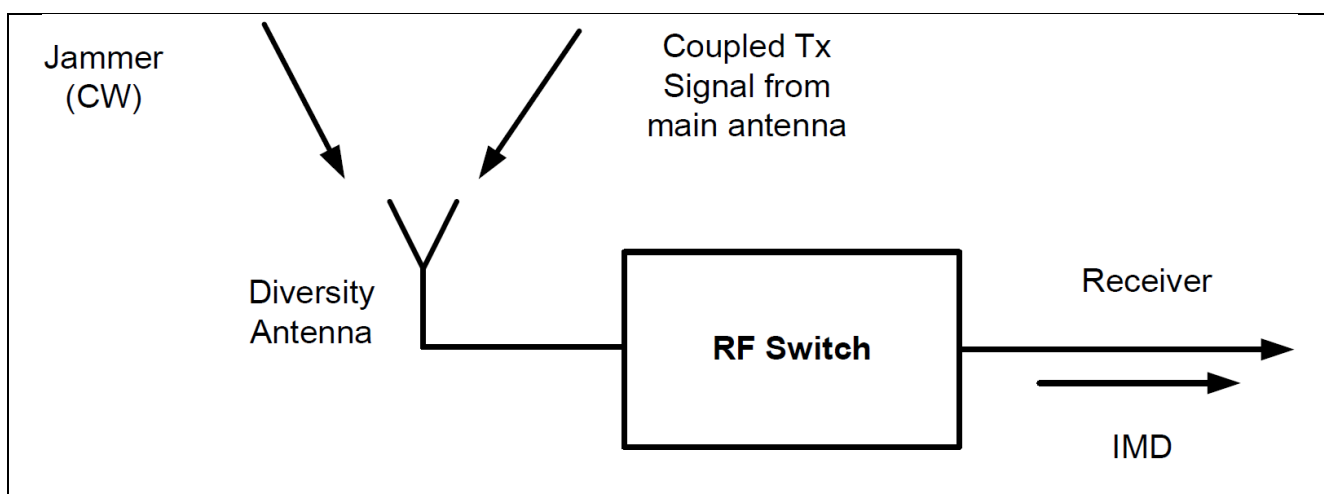 Jammer
(CW)
Coupled Tx
Signal from
main antenna
Diversity
Antenna
RF Switch
Receiver
IMD